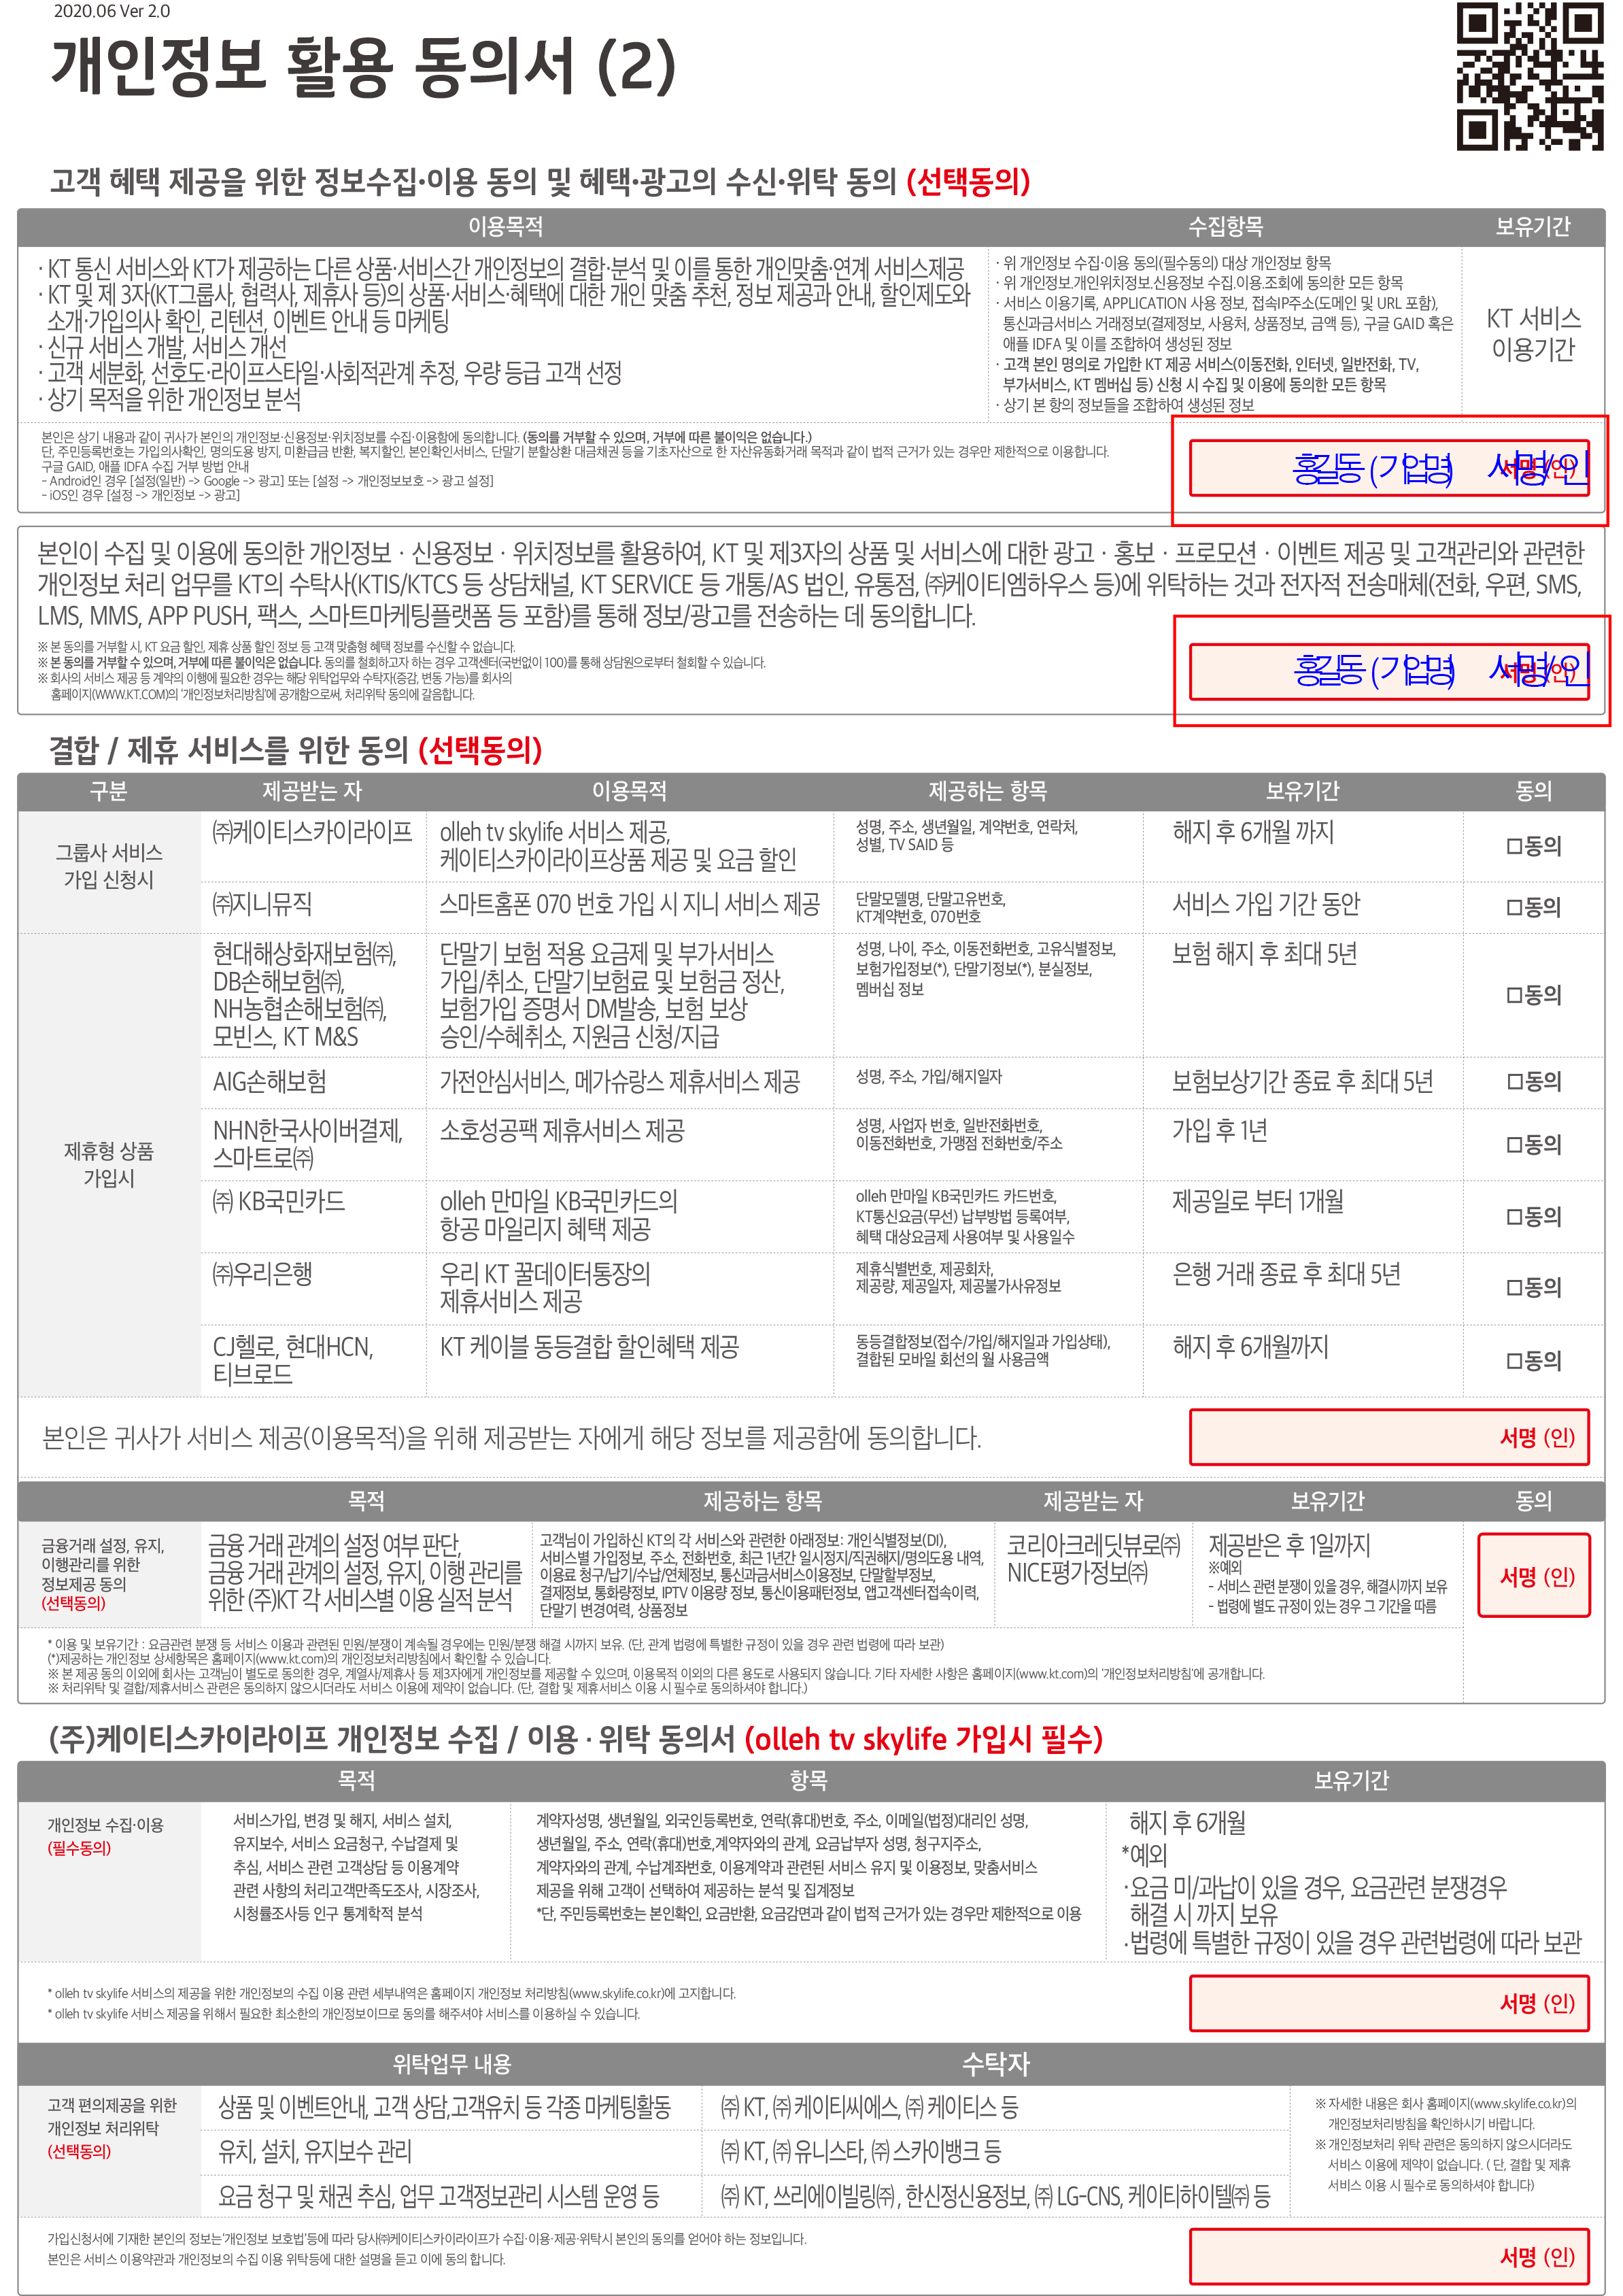 2020.06 Ver 2.0
개인정보 활용 동의서 (2)
고객 혜택 제공을 위한 정보수집·이용 동의 및 혜택·광고의 수신·위탁 동의 (선택동의)
이용목적 수집항목 보유기간
· KT 통신 서비스와 KT가 제공하는 다른 상품·서비스간 개인정보의 결합·분석 및 이를 통한 개인맞춤·연계 서비스제공
· KT 및 제 3자(KT그룹사, 협력사, 제휴사 등)의 상품·서비스·혜택에 대한 개인 맞춤 추천, 정보 제공과 안내, 할인제도와
소개·가입의사 확인, 리텐션, 이벤트 안내 등 마케팅
· 신규 서비스 개발, 서비스 개선
· 고객 세분화, 선호도·라이프스타일·사회적관계 추정, 우량 등급 고객 선정
· 상기 목적을 위한 개인정보 분석
· 위 개인정보 수집·이용 동의(필수동의) 대상 개인정보 항목
· 위 개인정보.개인위치정보.신용정보 수집.이용.조회에 동의한 모든 항목
· 서비스 이용기록, APPLICATION 사용 정보, 접속IP주소(도메인 및 URL 포함),
통신과금서비스 거래정보(결제정보, 사용처, 상품정보, 금액 등), 구글 GAID 혹은
애플 IDFA 및 이를 조합하여 생성된 정보
· 고객 본인 명의로 가입한 KT 제공 서비스(이동전화, 인터넷, 일반전화, TV,
부가서비스, KT 멤버십 등) 신청 시 수집 및 이용에 동의한 모든 항목
· 상기 본 항의 정보들을 조합하여 생성된 정보
KT 서비스
이용기간
본인은 상기 내용과 같이 귀사가 본인의 개인정보·신용정보·위치정보를 수집·이용함에 동의합니다. (동의를 거부할 수 있으며, 거부에 따른 불이익은 없습니다.)
단, 주민등록번호는 가입의사확인, 명의도용 방지, 미환급금 반환, 복지할인, 본인확인서비스, 단말기 분할상환 대금채권 등을 기초자산으로 한 자산유동화거래 목적과 같이 법적 근거가 있는 경우만 제한적으로 이용합니다.
구글 GAID, 애플 IDFA 수집 거부 방법 안내
- Android인 경우 [설정(일반) -> Google -> 광고] 또는 [설정 -> 개인정보보호 -> 광고 설정]
- iOS인 경우 [설정 -> 개인정보 -> 광고]
홍길동 (기업명) 서명/인
서명 (인)
본인이 수집 및 이용에 동의한 개인정보 · 신용정보 · 위치정보를 활용하여, KT 및 제3자의 상품 및 서비스에 대한 광고 · 홍보 · 프로모션 · 이벤트 제공 및 고객관리와 관련한
개인정보 처리 업무를 KT의 수탁사(KTIS/KTCS 등 상담채널, KT SERVICE 등 개통/AS 법인, 유통점, ㈜케이티엠하우스 등)에 위탁하는 것과 전자적 전송매체(전화, 우편, SMS,
LMS, MMS, APP PUSH, 팩스, 스마트마케팅플랫폼 등 포함)를 통해 정보/광고를 전송하는 데 동의합니다.
※ 본 동의를 거부할 시, KT 요금 할인, 제휴 상품 할인 정보 등 고객 맞춤형 혜택 정보를 수신할 수 없습니다.
※ 본 동의를 거부할 수 있으며, 거부에 따른 불이익은 없습니다. 동의를 철회하고자 하는 경우 고객센터(국번없이 100)를 통해 상담원으로부터 철회할 수 있습니다.
※ 회사의 서비스 제공 등 계약의 이행에 필요한 경우는 해당 위탁업무와 수탁자(증감, 변동 가능)를 회사의
홈페이지(WWW.KT.COM)의 '개인정보처리방침'에 공개함으로써, 처리위탁 동의에 갈음합니다.
홍길동 (기업명) 서명/인
서명 (인)
결합 / 제휴 서비스를 위한 동의 (선택동의)
구분 제공받는 자 이용목적 제공하는 항목 보유기간 동의
그룹사 서비스
가입 신청시
㈜케이티스카이라이프
olleh tv skylife 서비스 제공,
케이티스카이라이프상품 제공 및 요금 할인
성명, 주소, 생년월일, 계약번호, 연락처,
성별, TV SAID 등
해지 후 6개월 까지
□동의
㈜지니뮤직
스마트홈폰 070 번호 가입 시 지니 서비스 제공
단말모델명, 단말고유번호,
KT계약번호, 070번호
서비스 가입 기간 동안
□동의
제휴형 상품
가입시
현대해상화재보험㈜,
DB손해보험㈜,
NH농협손해보험㈜,
모빈스, KT M&S
단말기 보험 적용 요금제 및 부가서비스
가입/취소, 단말기보험료 및 보험금 정산,
보험가입 증명서 DM발송, 보험 보상
승인/수혜취소, 지원금 신청/지급
성명, 나이, 주소, 이동전화번호, 고유식별정보,
보험가입정보(*), 단말기정보(*), 분실정보,
멤버십 정보
보험 해지 후 최대 5년
□동의
AIG손해보험
가전안심서비스, 메가슈랑스 제휴서비스 제공
성명, 주소, 가입/해지일자
보험보상기간 종료 후 최대 5년
□동의
NHN한국사이버결제,
스마트로㈜
소호성공팩 제휴서비스 제공
성명, 사업자 번호, 일반전화번호,
이동전화번호, 가맹점 전화번호/주소
가입 후 1년
□동의
㈜ KB국민카드
olleh 만마일 KB국민카드의
항공 마일리지 혜택 제공
olleh 만마일 KB국민카드 카드번호,
KT통신요금(무선) 납부방법 등록여부,
혜택 대상요금제 사용여부 및 사용일수
제공일로 부터 1개월
□동의
㈜우리은행
우리 KT 꿀데이터통장의
제휴서비스 제공
제휴식별번호, 제공회차,
제공량, 제공일자, 제공불가사유정보
은행 거래 종료 후 최대 5년
□동의
CJ헬로, 현대HCN,
티브로드
KT 케이블 동등결합 할인혜택 제공
동등결합정보(접수/가입/해지일과 가입상태),
결합된 모바일 회선의 월 사용금액
해지 후 6개월까지
□동의
본인은 귀사가 서비스 제공(이용목적)을 위해 제공받는 자에게 해당 정보를 제공함에 동의합니다.
서명 (인)
목적 제공하는 항목 제공받는 자 보유기간 동의
금융거래 설정, 유지,
이행관리를 위한
정보제공 동의
(선택동의)
금융 거래 관계의 설정 여부 판단,
금융 거래 관계의 설정, 유지, 이행 관리를
위한 (주)KT 각 서비스별 이용 실적 분석
고객님이 가입하신 KT의 각 서비스와 관련한 아래정보: 개인식별정보(DI),
서비스별 가입정보, 주소, 전화번호, 최근 1년간 일시정지/직권해지/명의도용 내역,
이용료 청구/납기/수납/연체정보, 통신과금서비스이용정보, 단말할부정보,
결제정보, 통화량정보, IPTV 이용량 정보, 통신이용패턴정보, 앱고객센터접속이력,
단말기 변경여력, 상품정보
코리아크레딧뷰로㈜
NICE평가정보㈜
제공받은 후 1일까지
※예외
- 서비스 관련 분쟁이 있을 경우, 해결시까지 보유
- 법령에 별도 규정이 있는 경우 그 기간을 따름
서명 (인)
* 이용 및 보유기간 : 요금관련 분쟁 등 서비스 이용과 관련된 민원/분쟁이 계속될 경우에는 민원/분쟁 해결 시까지 보유. (단, 관계 법령에 특별한 규정이 있을 경우 관련 법령에 따라 보관)
(*)제공하는 개인정보 상세항목은 홈페이지(www.kt.com)의 개인정보처리방침에서 확인할 수 있습니다.
※ 본 제공 동의 이외에 회사는 고객님이 별도로 동의한 경우, 계열사/제휴사 등 제3자에게 개인정보를 제공할 수 있으며, 이용목적 이외의 다른 용도로 사용되지 않습니다. 기타 자세한 사항은 홈페이지(www.kt.com)의 '개인정보처리방침'에 공개합니다.
※ 처리위탁 및 결합/제휴서비스 관련은 동의하지 않으시더라도 서비스 이용에 제약이 없습니다. (단, 결합 및 제휴서비스 이용 시 필수로 동의하셔야 합니다.)
(주)케이티스카이라이프 개인정보 수집 / 이용 · 위탁 동의서 (olleh tv skylife 가입시 필수)
목적 항목 보유기간
개인정보 수집·이용
(필수동의)
서비스가입, 변경 및 해지, 서비스 설치,
유지보수, 서비스 요금청구, 수납결제 및
추심, 서비스 관련 고객상담 등 이용계약
관련 사항의 처리고객만족도조사, 시장조사,
시청률조사등 인구 통계학적 분석
계약자성명, 생년월일, 외국인등록번호, 연락(휴대)번호, 주소, 이메일(법정)대리인 성명,
생년월일, 주소, 연락(휴대)번호,계약자와의 관계, 요금납부자 성명, 청구지주소,
계약자와의 관계, 수납계좌번호, 이용계약과 관련된 서비스 유지 및 이용정보, 맞춤서비스
제공을 위해 고객이 선택하여 제공하는 분석 및 집계정보
*단, 주민등록번호는 본인확인, 요금반환, 요금감면과 같이 법적 근거가 있는 경우만 제한적으로 이용
해지 후 6개월
*예외
·요금 미/과납이 있을 경우, 요금관련 분쟁경우
해결 시 까지 보유
·법령에 특별한 규정이 있을 경우 관련법령에 따라 보관
* olleh tv skylife 서비스의 제공을 위한 개인정보의 수집 이용 관련 세부내역은 홈페이지 개인정보 처리방침(www.skylife.co.kr)에 고지합니다.
* olleh tv skylife 서비스 제공을 위해서 필요한 최소한의 개인정보이므로 동의를 해주셔야 서비스를 이용하실 수 있습니다.
서명 (인)
위탁업무 내용 수탁자
고객 편의제공을 위한
개인정보 처리위탁
(선택동의)
상품 및 이벤트안내, 고객 상담,고객유치 등 각종 마케팅활동
㈜ KT, ㈜ 케이티씨에스, ㈜ 케이티스 등
유치, 설치, 유지보수 관리
㈜ KT, ㈜ 유니스타, ㈜ 스카이뱅크 등
요금 청구 및 채권 추심, 업무 고객정보관리 시스템 운영 등
㈜ KT, 쓰리에이빌링㈜ , 한신정신용정보, ㈜ LG-CNS, 케이티하이텔㈜ 등
※ 자세한 내용은 회사 홈페이지(www.skylife.co.kr)의
개인정보처리방침을 확인하시기 바랍니다.
※ 개인정보처리 위탁 관련은 동의하지 않으시더라도
서비스 이용에 제약이 없습니다. ( 단, 결합 및 제휴
서비스 이용 시 필수로 동의하셔야 합니다)
가입신청서에 기재한 본인의 정보는'개인정보 보호법'등에 따라 당사㈜케이티스카이라이프가 수집·이용·제공·위탁시 본인의 동의를 얻어야 하는 정보입니다.
본인은 서비스 이용약관과 개인정보의 수집 이용 위탁등에 대한 설명을 듣고 이에 동의 합니다.
서명 (인)